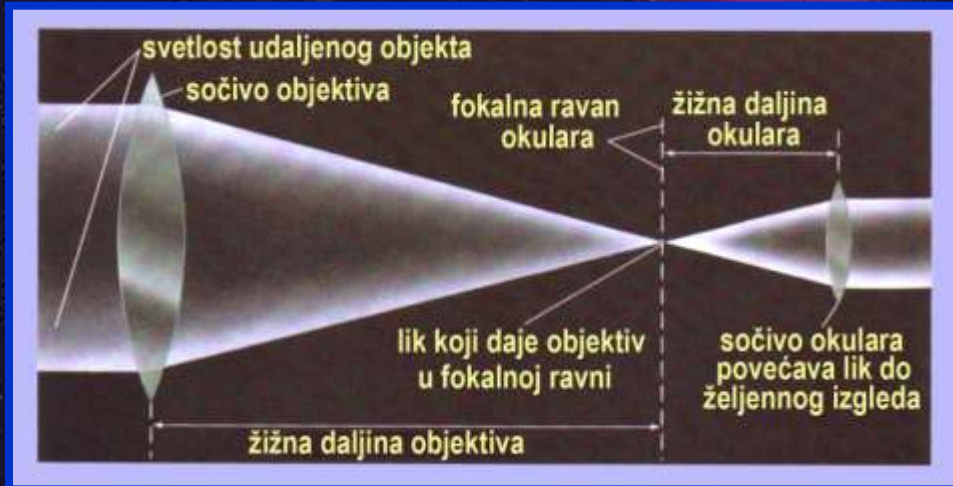 svetlost udaljenog objekta
sočivo objektiva
fokalna ravan
okulara
žižna daljina
okulara
lik koji daje objektiv
u fokalnoj ravni
sočivo okulara
povećava lik do
željennog izgleda
žižna daljina objektiva